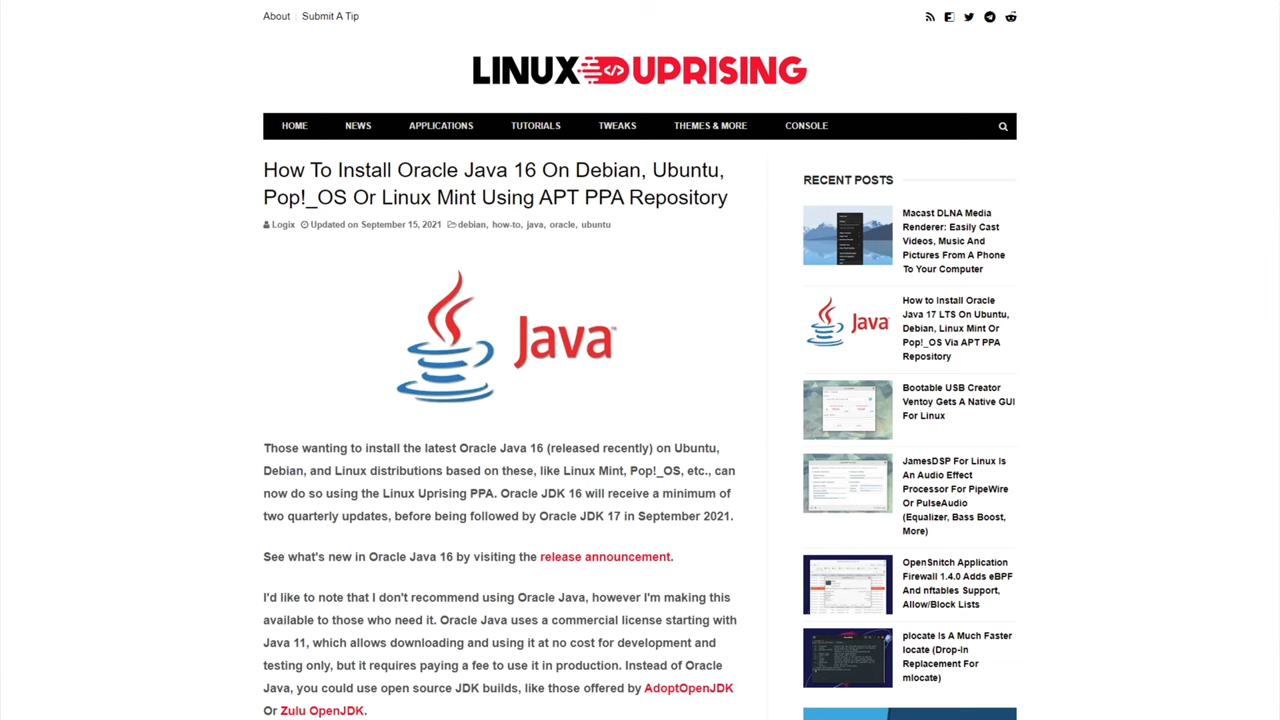 About
Submit A Tip
LINUX </> UPRISING
HOME NEWS APPLICATIONS TUTORIALS TWEAKS THEMES & MORE CONSOLE
How To Install Oracle Java 16 On Debian, Ubuntu,
Pop!_OS Or Linux Mint Using APT PPA Repository
Logix Updated on September 15, 2021 debian, how-to, java, oracle, ubuntu
Java™
Those wanting to install the latest Oracle Java 16 (released recently) on Ubuntu,
Debian, and Linux distributions based on these, like Linux Mint, Pop!_OS, etc., can
now do so using the Linux Uprising PPA. Oracle JDK 16 will receive a minimum of
two quarterly updates, before being followed by Oracle JDK 17 in September 2021.
See what's new in Oracle Java 16 by visiting the release announcement.
I'd like to note that I don't recommend using Oracle Java, however I'm making this
available to those who need it. Oracle Java uses a commercial license starting with
Java 11, which allows downloading and using it at no cost for development and
testing only, but it requires paying a fee to use it in production. Instead of Oracle
Java, you could use open source JDK builds, like those offered by AdoptOpenJDK
Or Zulu OpenJDK.
RECENT POSTS
Macast DLNA Media
Renderer: Easily Cast
Videos, Music And
Pictures From A Phone
To Your Computer
Java
How to Install Oracle
Java 17 LTS On Ubuntu,
Debian, Linux Mint Or
Pop!_OS Via APT PPA
Repository
Bootable USB Creator
Ventoy Gets A Native GUI
For Linux
JamesDSP For Linux Is
An Audio Effect
Processor For PipeWire
Or PulseAudio
(Equalizer, Bass Boost,
More)
OpenSnitch Application
Firewall 1.4.0 Adds eBPF
And nftables Support,
Allow/Block Lists
plocate Is A Much Faster
locate (Drop-in
Replacement For
mlocate)